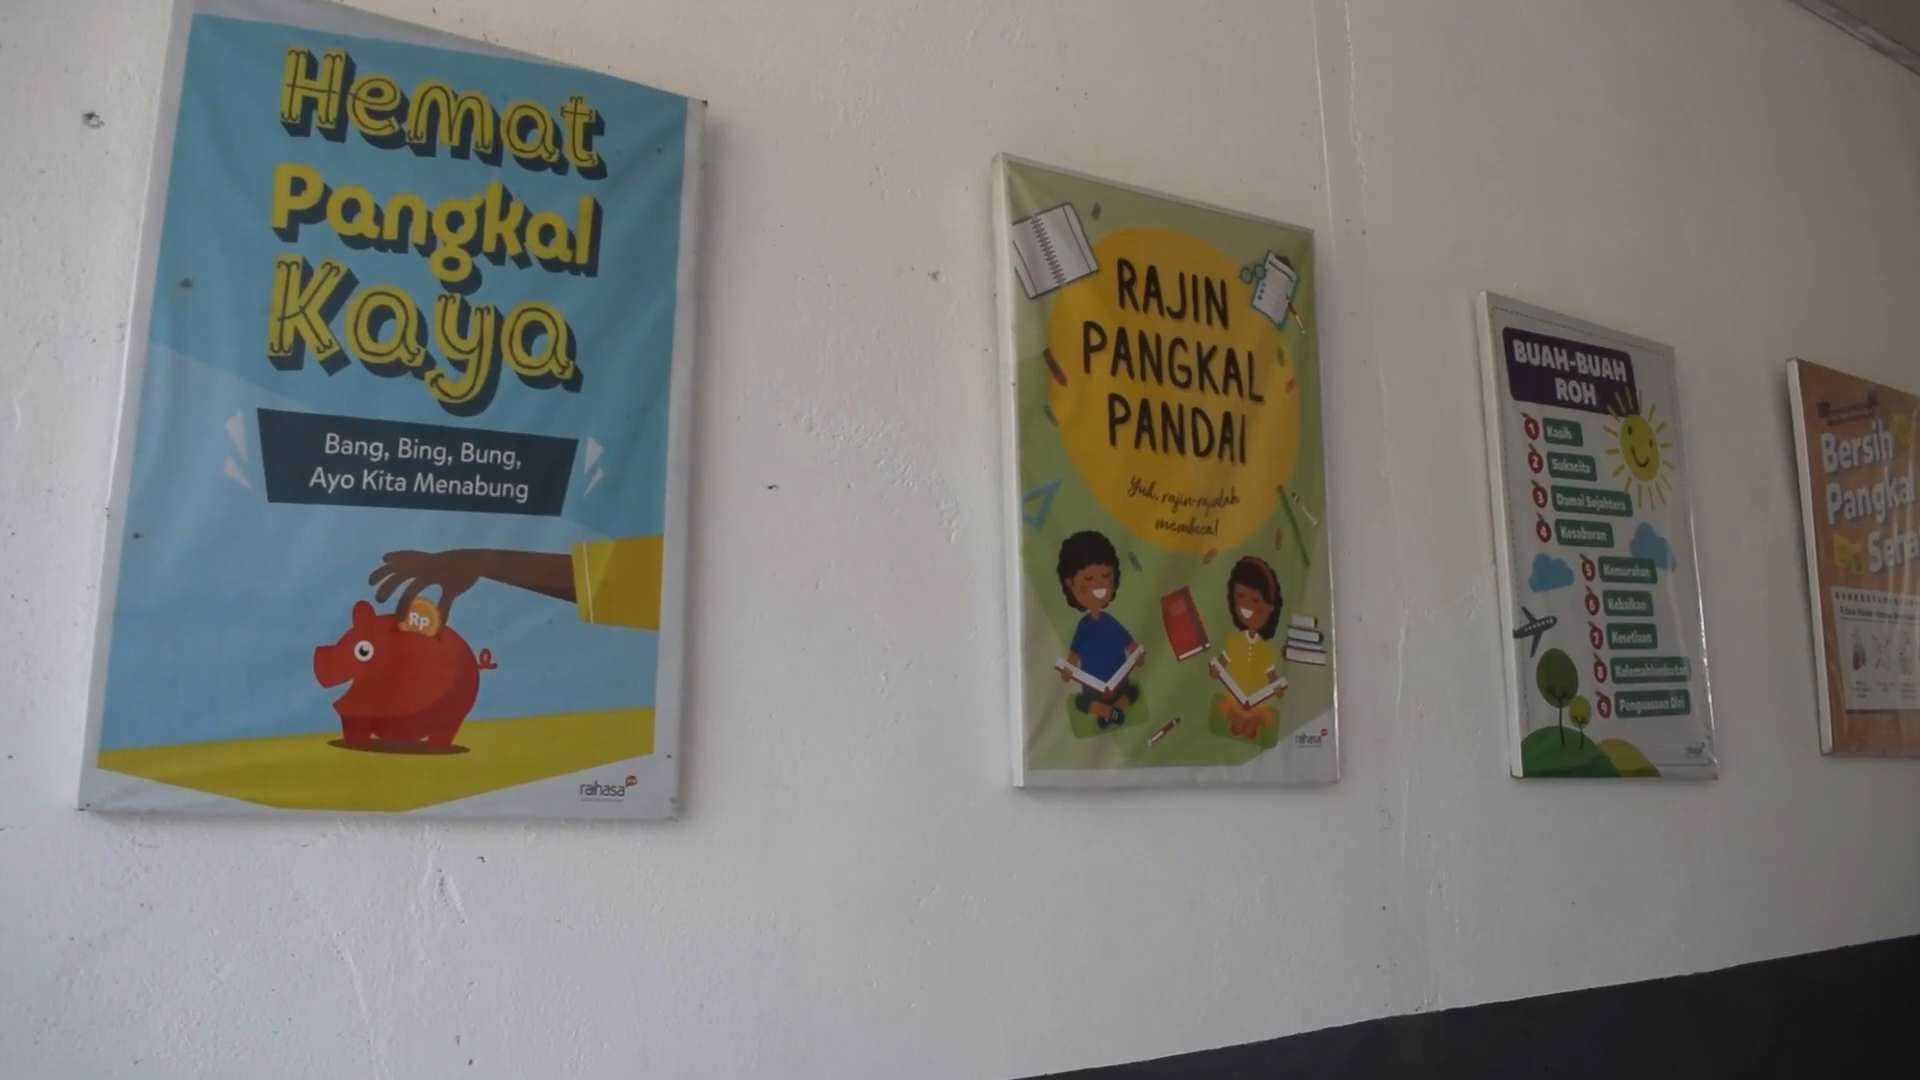 Hemat
Pangkal
Kaya
Bang, Bing, Bung,
Ayo Kita Menabung
Rp
raihasa
RAJIN
PANGKAL
PANDAI
Yuk, rajin-rajinlah
membaca!
raihasa
BUAH-BUAH
ROH
1 Kasih
2 Sukacita
3 Damai Sejahtera
4 Kesabaran
5 Kemurahan
6 Kebaikan
7 Kesetiaan
8 Kelemahlembutan
9 Penguasaan Diri
Bersih
Pangkal